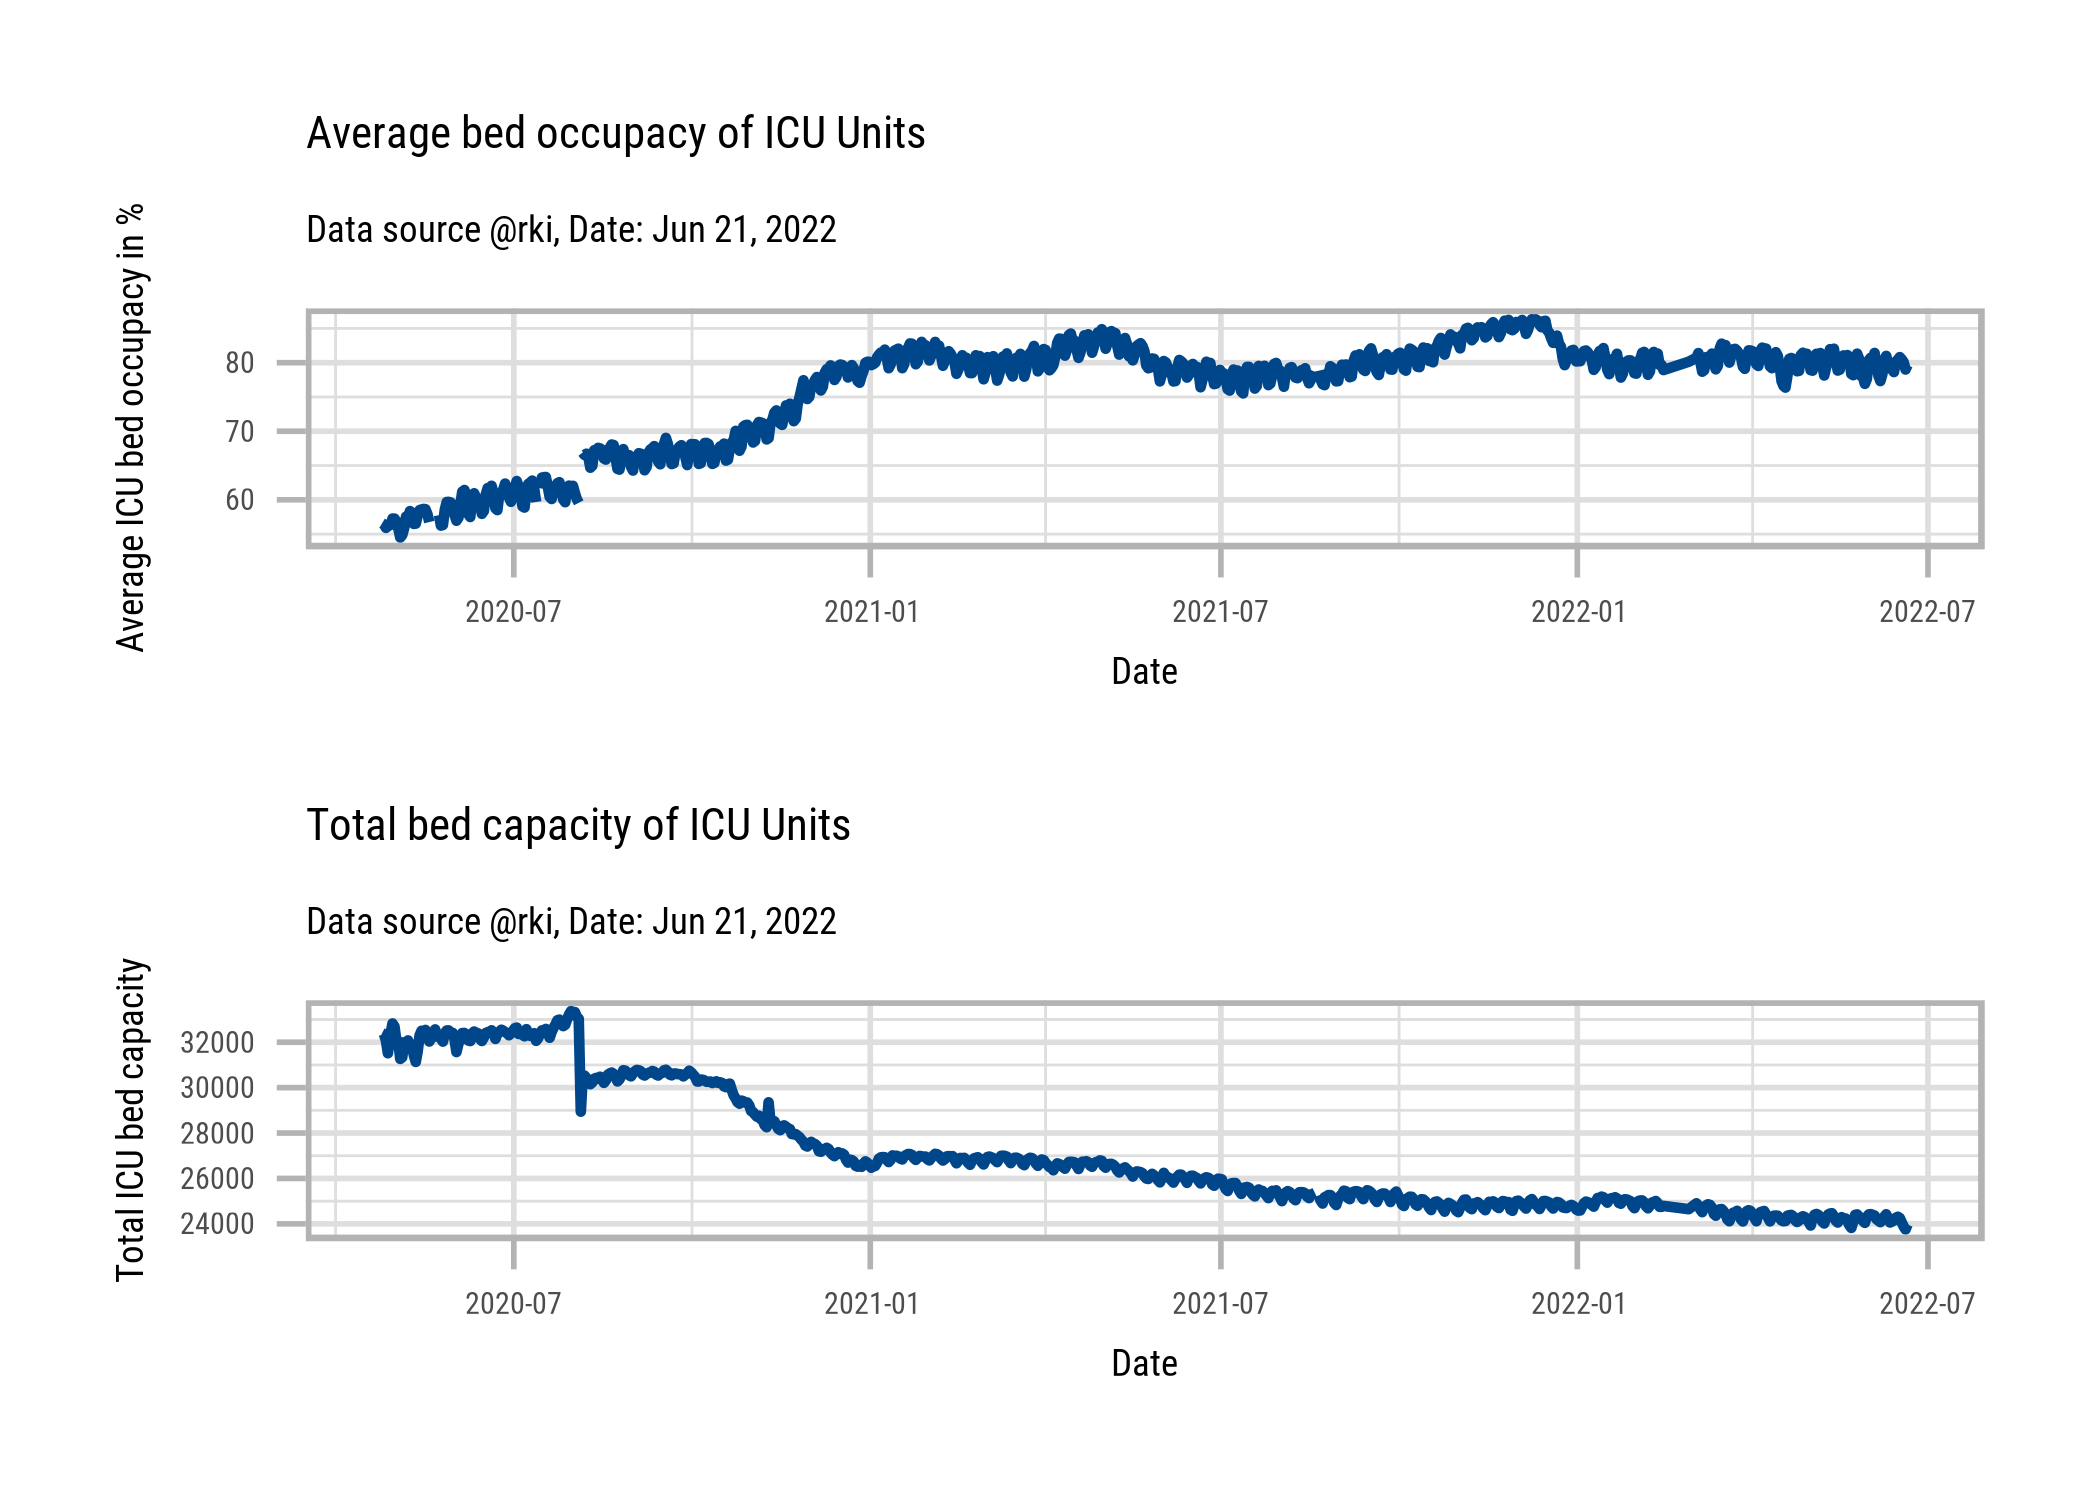 Average bed occupacy of ICU Units
Data source @rki, Date: Jun 21, 2022
Average ICU bed occupacy in %
80
70
60
2020-07
2021-01
2021-07
2022-01
2022-07
Date
Total bed capacity of ICU Units
Data source @rki, Date: Jun 21, 2022
Total ICU bed capacity
32000
30000
28000
26000
24000
2020-07
2021-01
2021-07
2022-01
2022-07
Date